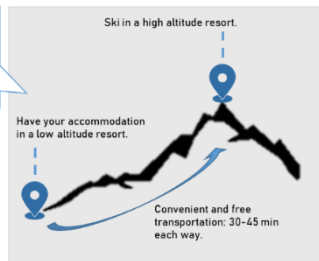 Ski in a high altitude resort.
Have your accommodation
in a low altitude resort.
Convenient and free
transportation: 30-45 min
each way.